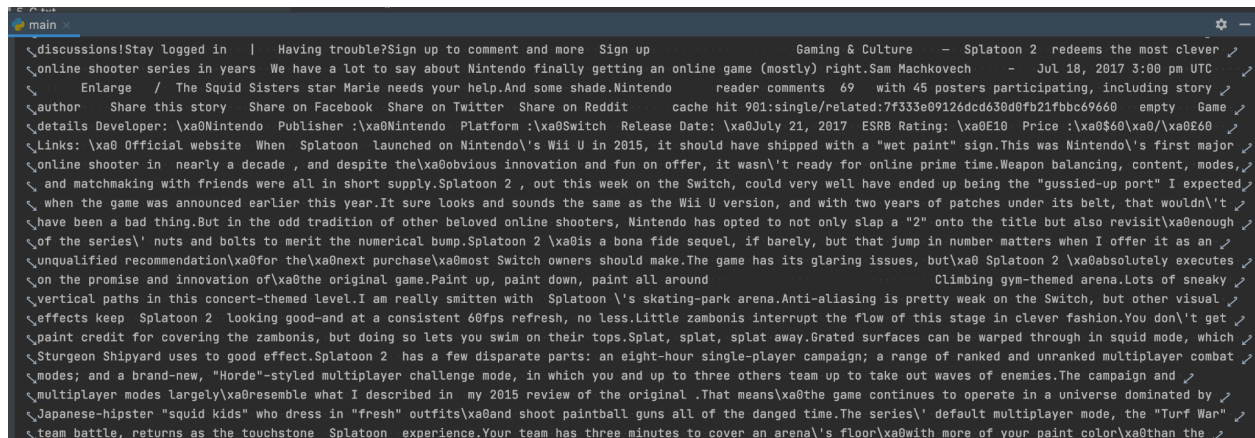 main
discussions!Stay logged in | Having trouble?Sign up to comment and more Sign up Gaming & Culture — Splatoon 2 redeems the most clever
online shooter series in years We have a lot to say about Nintendo finally getting an online game (mostly) right.Sam Machkovech - Jul 18, 2017 3:00 pm UTC
Enlarge / The Squid Sisters star Marie needs your help.And some shade.Nintendo reader comments 69 with 45 posters participating, including story
author Share this story Share on Facebook Share on Twitter Share on Reddit cache hit 901:single/related:7f333e09126dcd630d0fb21fbbc69660 empty Game
details Developer: \xa0Nintendo Publisher :\xa0Nintendo Platform :\xa0Switch Release Date: \xa0July 21, 2017 ESRB Rating: \xa0E10 Price :\xa0$60\xa0/\xa0£60
Links: \xa0 Official website When Splatoon launched on Nintendo\'s Wii U in 2015, it should have shipped with a "wet paint" sign.This was Nintendo\'s first major
online shooter in nearly a decade , and despite the\xa0obvious innovation and fun on offer, it wasn\'t ready for online prime time.Weapon balancing, content, modes,
and matchmaking with friends were all in short supply.Splatoon 2 , out this week on the Switch, could very well have ended up being the "gussied-up port" I expected
when the game was announced earlier this year.It sure looks and sounds the same as the Wii U version, and with two years of patches under its belt, that wouldn\'t
have been a bad thing.But in the odd tradition of other beloved online shooters, Nintendo has opted to not only slap a "2" onto the title but also revisit\xa0enough
of the series\' nuts and bolts to merit the numerical bump.Splatoon 2 \xa0is a bona fide sequel, if barely, but that jump in number matters when I offer it as an
unqualified recommendation\xa0for the\xa0next purchase\xa0most Switch owners should make.The game has its glaring issues, but\xa0 Splatoon 2 \xa0absolutely executes
on the promise and innovation of\xa0the original game.Paint up, paint down, paint all around Climbing gym-themed arena.Lots of sneaky
vertical paths in this concert-themed level.I am really smitten with Splatoon \'s skating-park arena.Anti-aliasing is pretty weak on the Switch, but other visual
effects keep Splatoon 2 looking good—and at a consistent 60fps refresh, no less.Little zambonis interrupt the flow of this stage in clever fashion.You don\'t get
paint credit for covering the zambonis, but doing so lets you swim on their tops.Splat, splat, splat away.Grated surfaces can be warped through in squid mode, which
Sturgeon Shipyard uses to good effect.Splatoon 2 has a few disparate parts: an eight-hour single-player campaign; a range of ranked and unranked multiplayer combat
modes; and a brand-new, "Horde"-styled multiplayer challenge mode, in which you and up to three others team up to take out waves of enemies.The campaign and
multiplayer modes largely\xa0resemble what I described in my 2015 review of the original .That means\xa0the game continues to operate in a universe dominated by
Japanese-hipster "squid kids" who dress in "fresh" outfits\xa0and shoot paintball guns all of the danged time.The series\' default multiplayer mode, the "Turf War"
team battle, returns as the touchstone Splatoon experience.Your team has three minutes to cover an arena\'s floor\xa0with more of your paint color\xa0than the